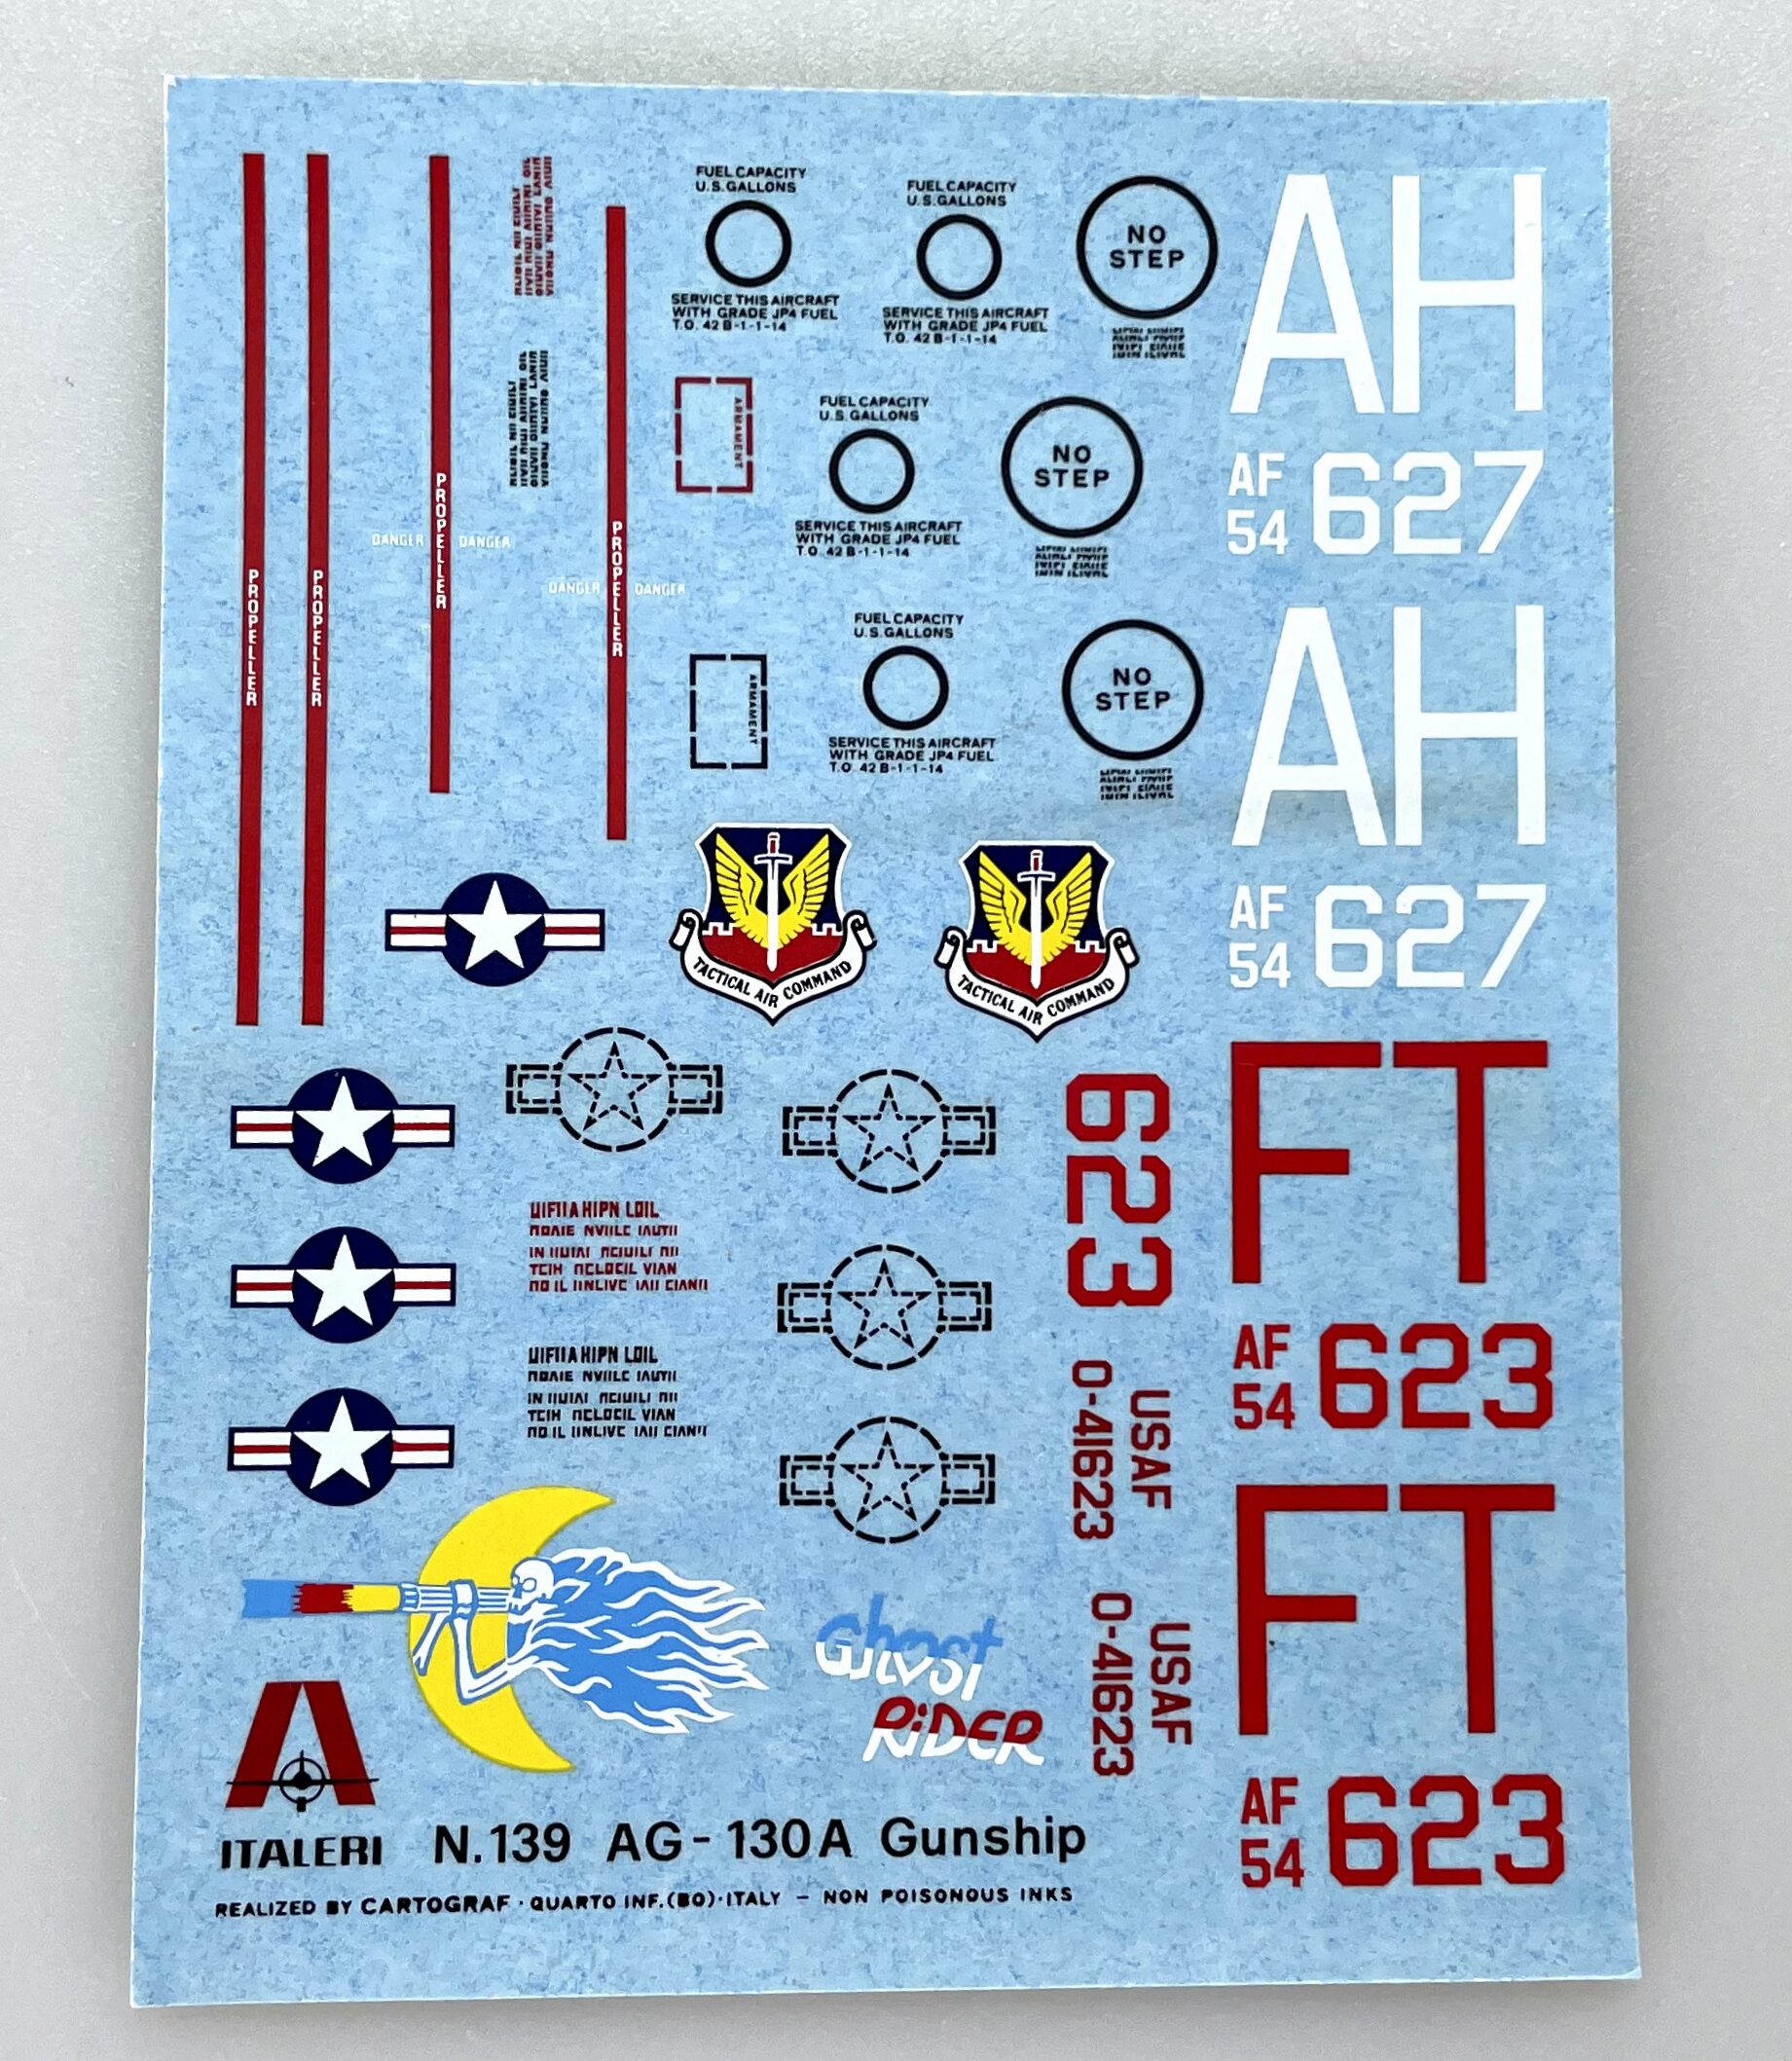 PROPELLER
PROPELLER
PROPELLER
DANGER DANGER
PROPELLER
DANGER DANGER
FUEL CAPACITY
U.S.GALLONS
SERVICE THIS AIRCRAFT
WITH GRADE JP4 FUEL
T.O. 42 B-1-1-14
FUEL CAPACITY
U.S.GALLONS
SERVICE THIS AIRCRAFT
WITH GRADE JP4 FUEL
T.O. 42 B-1-1-14
NO
STEP
AH
AF
54
627
ARMAMENT
FUEL CAPACITY
U.S.GALLONS
SERVICE THIS AIRCRAFT
WITH GRADE JP4 FUEL
T.O. 42 B-1-1-14
NO
STEP
ARMAMENT
FUEL CAPACITY
U.S.GALLONS
SERVICE THIS AIRCRAFT
WITH GRADE JP4 FUEL
T.O. 42 B-1-1-14
NO
STEP
AH
AF
54
627
TACTICAL AIR COMMAND
TACTICAL AIR COMMAND
623
FT
AF
54
623
USAF
0-41623
USAF
0-41623
FT
AF
54
623
Ghost
RiDER
ITALERI
N.139 AG-130A Gunship
REALIZED BY CARTOGRAF · QUARTO INF.(BO)·ITALY – NON POISONOUS INKS